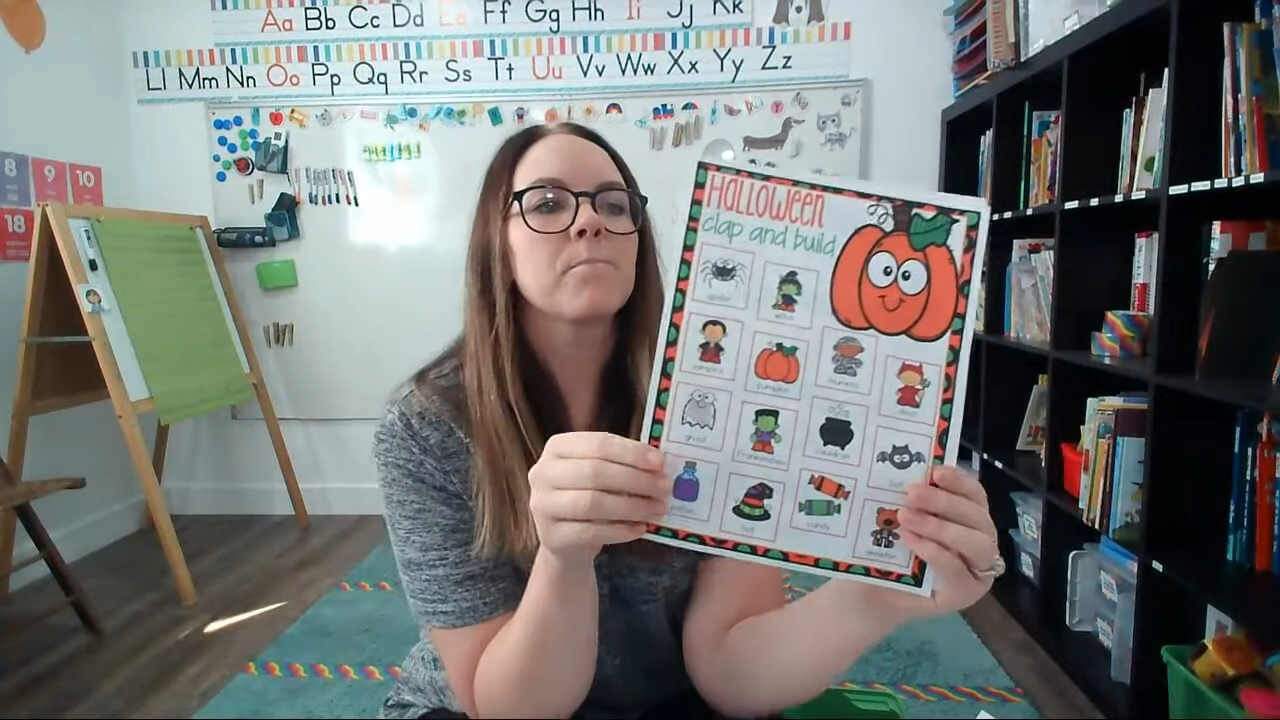 Aa Bb Cc Dd Ee Ff Gg Hh Ii Jj Kk
Ll Mm Nn Oo Pp Qq Rr Ss Tt Uu Vv Ww Xx Yy Zz
8 9 10
18
HALLOWEEN
clap and build
spider
witch
vampire
pumpkin
mummy
devil
ghost
frankenstein
cauldron
bat
potion
hat
candy
skeleton